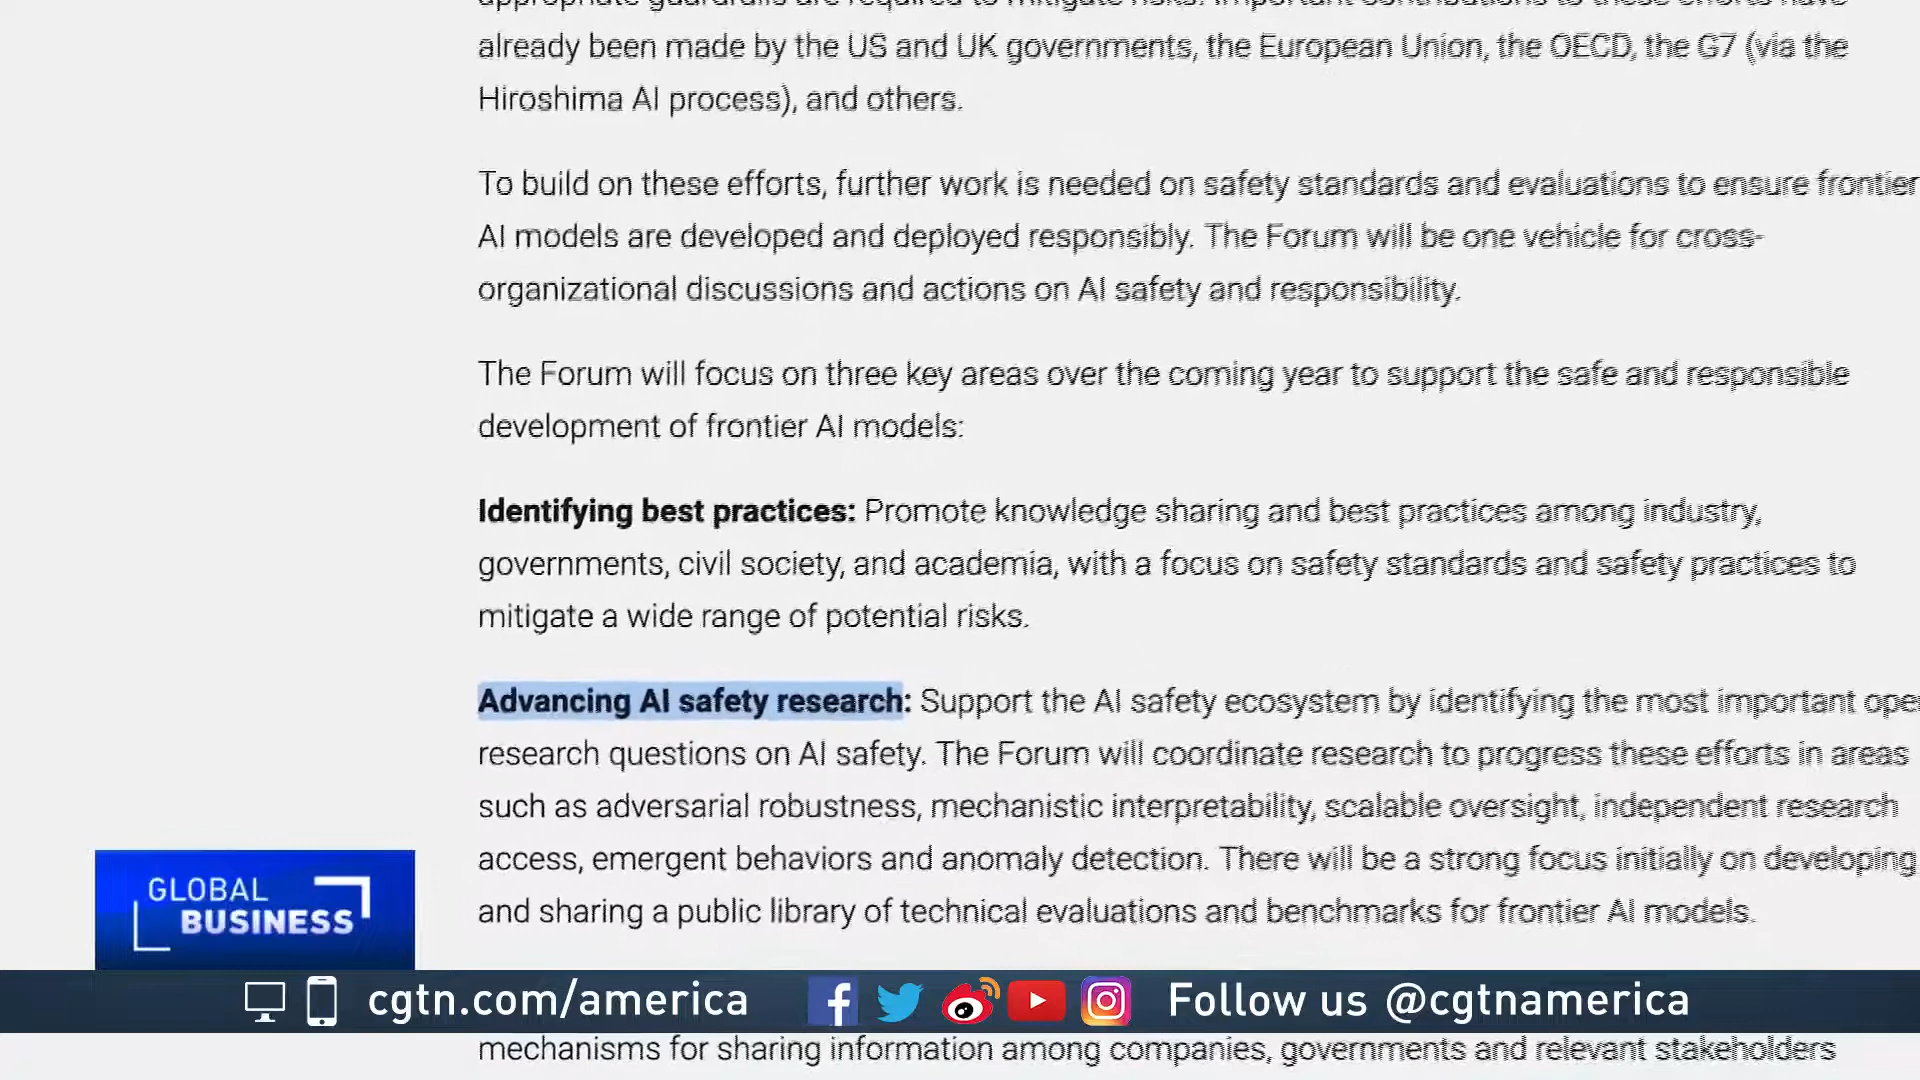 already been made by the US and UK governments, the European Union, the OECD, the G7 (via the
Hiroshima AI process), and others.
To build on these efforts, further work is needed on safety standards and evaluations to ensure frontier
AI models are developed and deployed responsibly. The Forum will be one vehicle for cross-
organizational discussions and actions on AI safety and responsibility.
The Forum will focus on three key areas over the coming year to support the safe and responsible
development of frontier AI models:
Identifying best practices: Promote knowledge sharing and best practices among industry,
governments, civil society, and academia, with a focus on safety standards and safety practices to
mitigate a wide range of potential risks.
Advancing AI safety research: Support the AI safety ecosystem by identifying the most important ope
research questions on AI safety. The Forum will coordinate research to progress these efforts in areas
such as adversarial robustness, mechanistic interpretability, scalable oversight, independent research
access, emergent behaviors and anomaly detection. There will be a strong focus initially on developing
and sharing a public library of technical evaluations and benchmarks for frontier AI models.
GLOBAL
BUSINESS
cgtn.com/america
Follow us @cgtnamerica
mechanisms for sharing information among companies, governments and relevant stakeholders